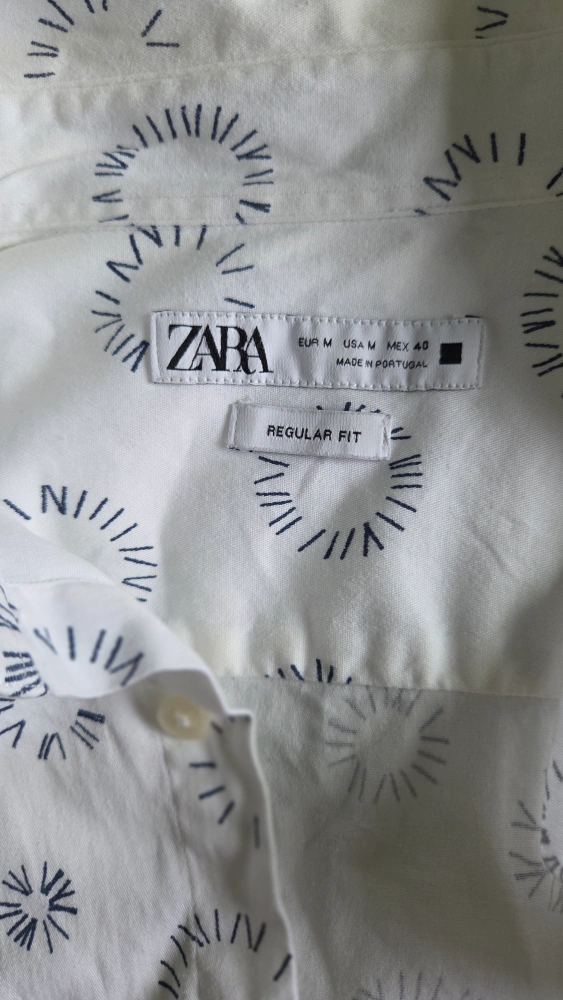 ZARA
EUR M USA M MEX 40
MADE IN PORTUGAL
REGULAR FIT